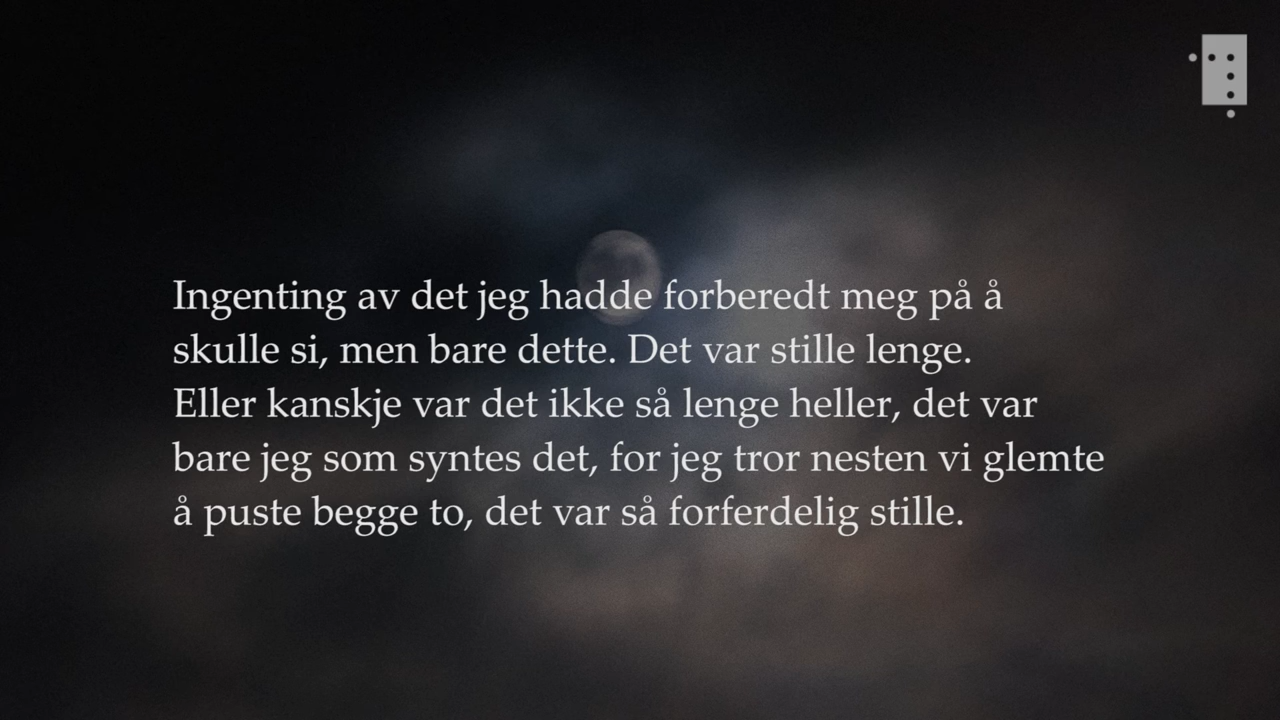 Ingenting av det jeg hadde forberedt meg på å
skulle si, men bare dette. Det var stille lenge.
Eller kanskje var det ikke så lenge heller, det var
bare jeg som syntes det, for jeg tror nesten vi glemte
å puste begge to, det var så forferdelig stille.